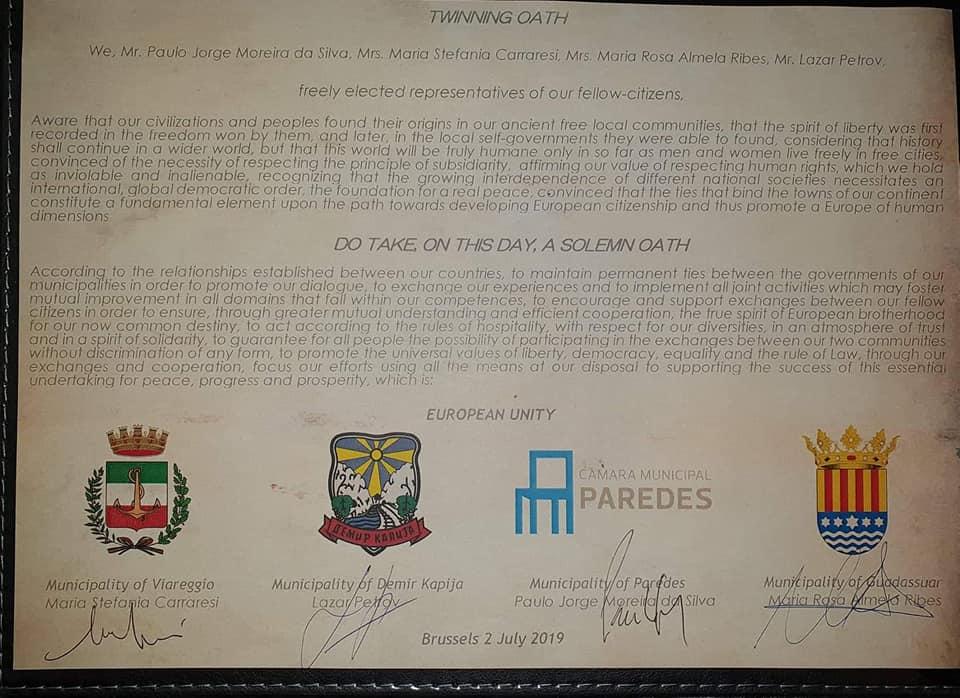 TWINNING OATH
We, Mr. Paulo Jorge Moreira da Silva, Mrs. Maria Stefania Carraresi, Mrs. Maria Rosa Almela Ribes, Mr. Lazar Petrov,
freely elected representatives of our fellow-citizens,
Aware that our civilizations and peoples found their origins in our ancient free local communities, that the spirit of liberty was first
recorded in the freedom won by them, and later, in the local self-governments they were able to found, considering that history
shall continue in a wider world, but that this world will be truly humane only in so far as men and women live freely in free cities,
convinced of the necessity of respecting the principle of subsidarity, affirming our value of respecting human rights, which we hold
as inviolable and inalienable, recognizing that the growing interdependence of different national societies necessitates an
international, global democratic order, the foundation for a real peace, convinced that the ties that bind the towns of our continent
constitute a fundamental element upon the path towards developing European citizenship and thus promote a Europe of human
dimensions
DO TAKE, ON THIS DAY, A SOLEMN OATH
According to the relationships established between our countries, to maintain permanent ties between the governments of our
municipalities in order to promote our dialogue, to exchange our experiences and to implement all joint activities which may foster
mutual improvement in all domains that fall within our competences, to encourage and support exchanges between our fellow
citizens in order to ensure, through greater mutual understanding and efficient cooperation, the true spirit of European brotherhood
for our now common destiny, to act according to the rules of hospitality, with respect for our diversities, in an atmosphere of trust
and in a spirit of solidarity, to guarantee for all people the possibility of participating in the exchanges between our two communities
without discrimination of any form, to promote the universal values of liberty, democracy, equality and the rule of Law, through our
exchanges and cooperation, focus our efforts using all the means at our disposal to supporting the success of this essential
undertaking for peace, progress and prosperity, which is:
EUROPEAN UNITY
ДЕМИР КАПИЈА
CÂMARA MUNICIPAL
PAREDES
Municipality of Viareggio
Maria Stefania Carraresi
Municipality of Demir Kapija
Lazar Petrov
Municipality of Paredes
Paulo Jorge Moreira da Silva
Municipality of Guadassuar
Maria Rosa Almela Ribes
Brussels 2 July 2019